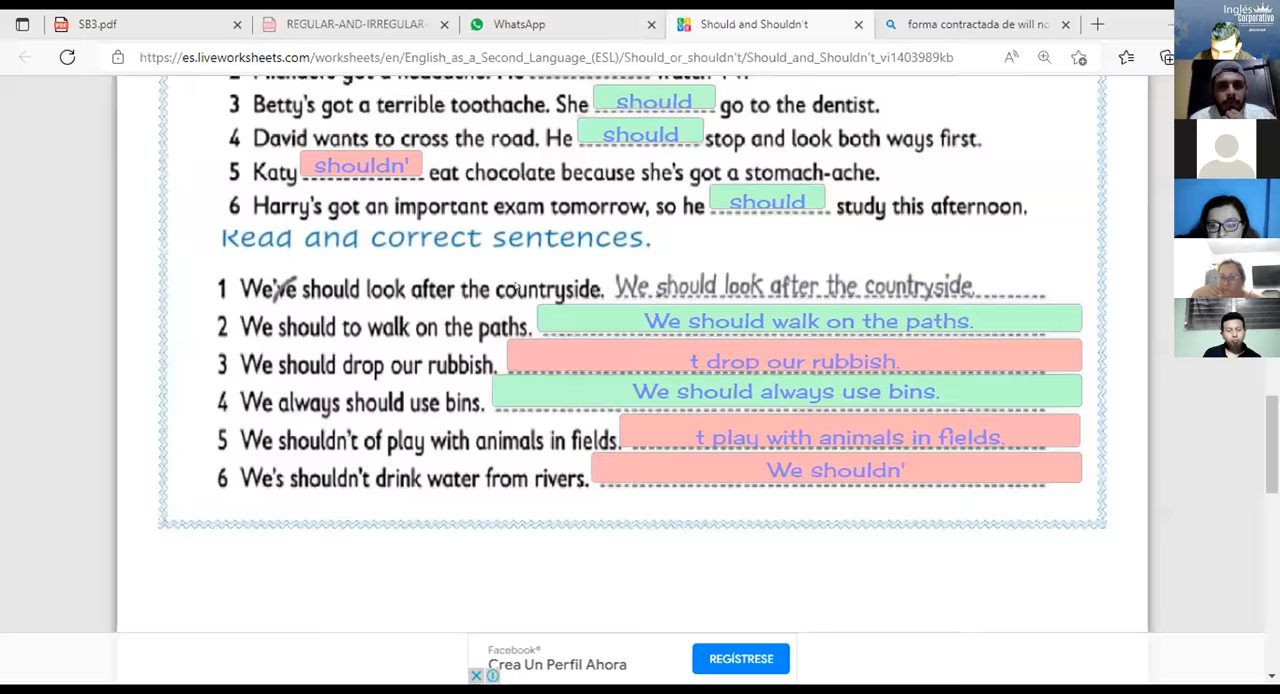 SB3.pdf
REGULAR-AND-IRREGULAR-
WhatsApp
Should and Shouldn't
forma contractada de will no
https://es.liveworksheets.com/worksheets/en/English_as_a_Second_Language_(ESL)/Should_or_shouldn't/Should_and_Shouldn't_vi1403989kb
Inglés
Corporativo
3 Betty's got a terrible toothache. She should go to the dentist.
4 David wants to cross the road. He should stop and look both ways first.
5 Katy shouldn' eat chocolate because she's got a stomach-ache.
6 Harry's got an important exam tomorrow, so he should study this afternoon.
Read and correct sentences.
1 We've should look after the countryside. We should look after the countryside.
2 We should to walk on the paths. We should walk on the paths.
3 We should drop our rubbish. t drop our rubbish.
4 We always should use bins. We should always use bins.
5 We shouldn't of play with animals in fields. t play with animals in fields.
6 We's shouldn't drink water from rivers. We shouldn'
Facebook®
Crea Un Perfil Ahora
REGÍSTRESE